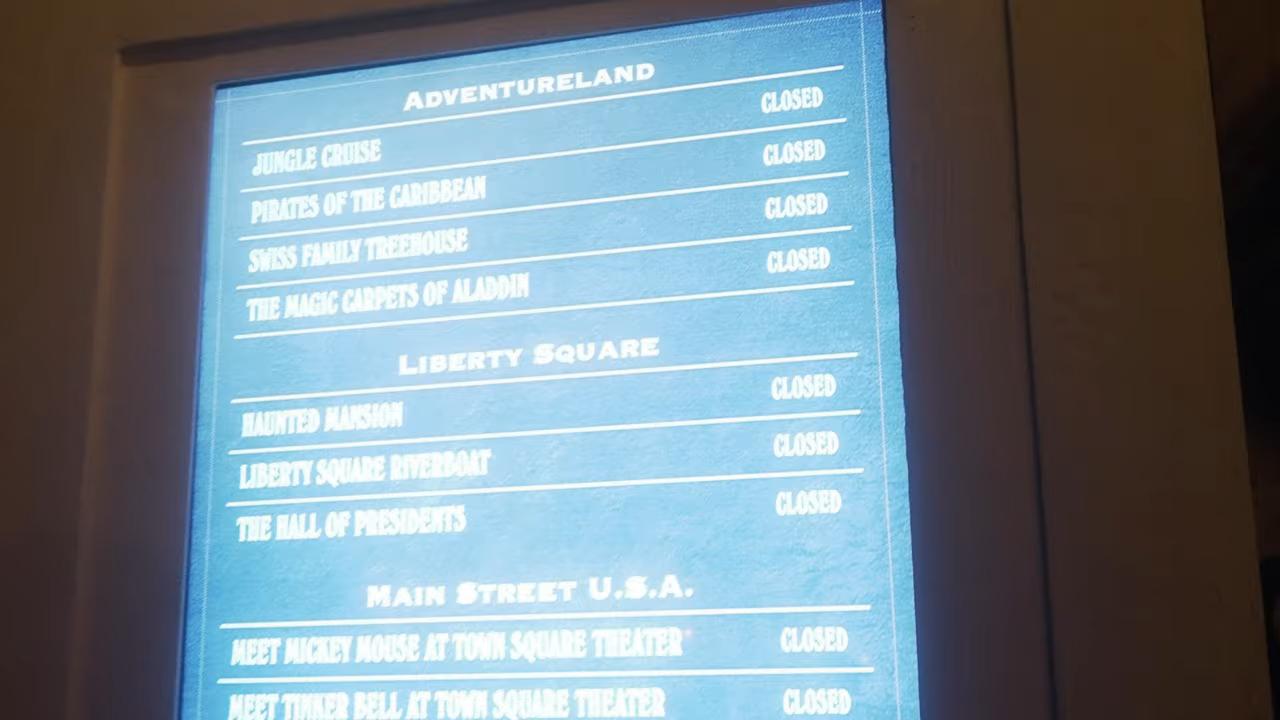 ADVENTURELAND
JUNGLE CRUISE CLOSED
PIRATES OF THE CARIBBEAN CLOSED
SWISS FAMILY TREEHOUSE CLOSED
THE MAGIC CARPETS OF ALADDIN CLOSED
LIBERTY SQUARE
HAUNTED MANSION CLOSED
LIBERTY SQUARE RIVERBOAT CLOSED
THE HALL OF PRESIDENTS CLOSED
MAIN STREET U.S.A.
MEET MICKEY MOUSE AT TOWN SQUARE THEATER CLOSED
MEET TINKER BELL AT TOWN SQUARE THEATER CLOSED